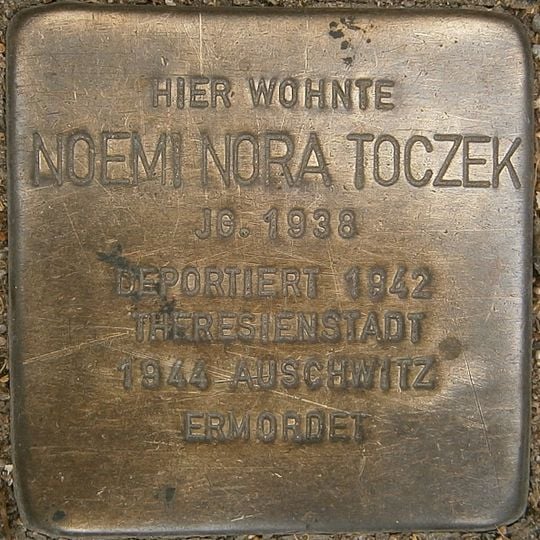 HIER WOHNTE
NOEMI NORA TOCZEK
JG. 1938
DEPORTIERT 1942
THERESIENSTADT
1944 AUSCHWITZ
ERMORDET